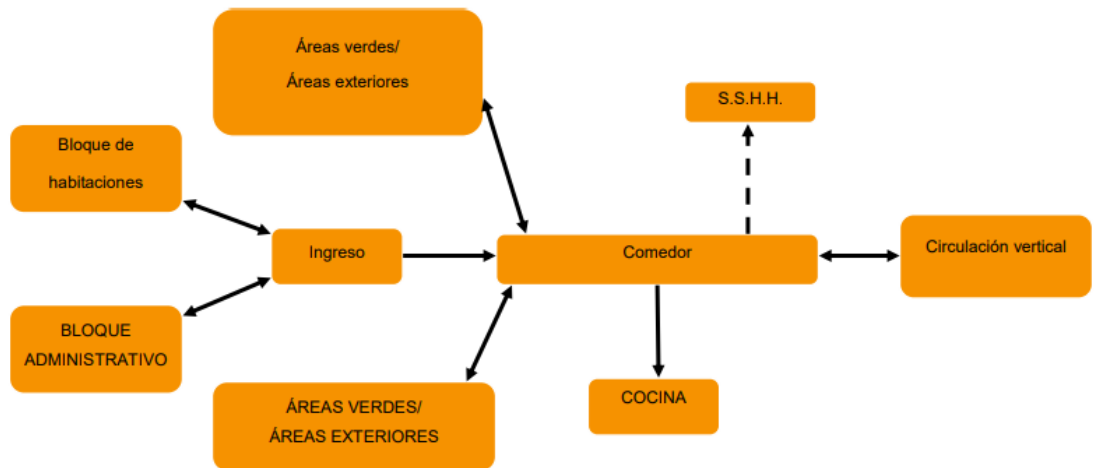 Áreas verdes/
Áreas exteriores
S.S.H.H.
Bloque de
habitaciones
Ingreso
Comedor
Circulación vertical
BLOQUE
ADMINISTRATIVO
ÁREAS VERDES/
ÁREAS EXTERIORES
COCINA